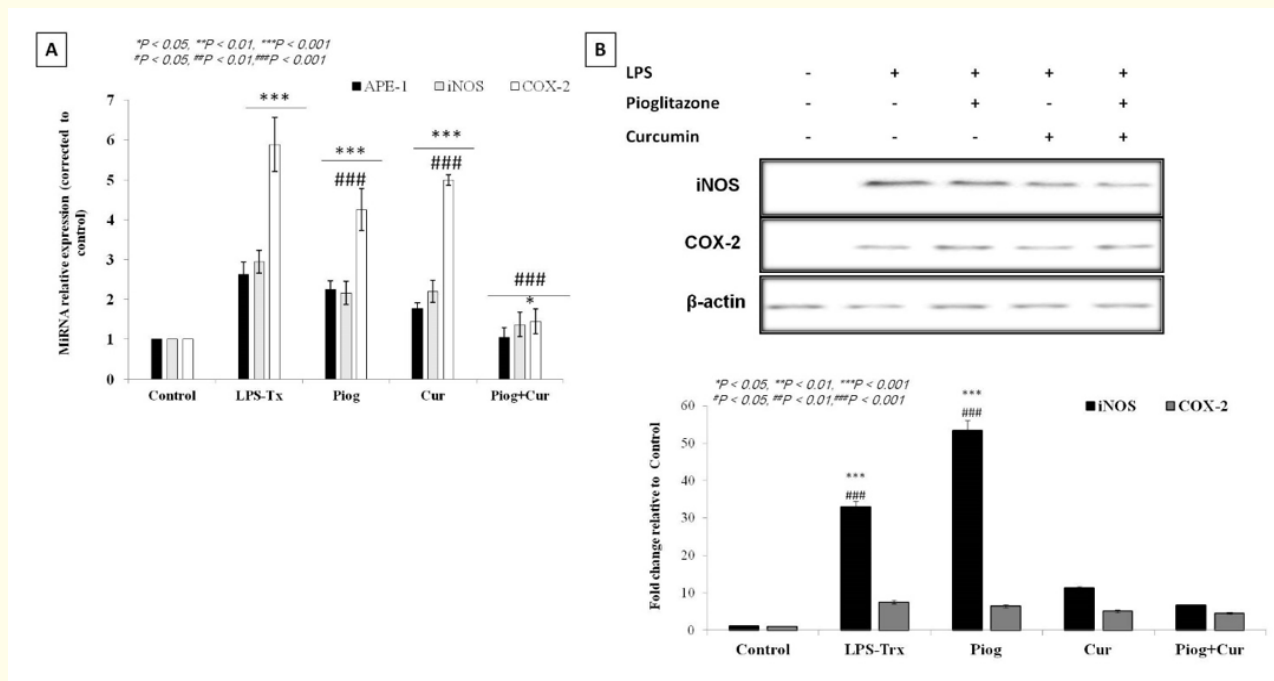 A
*P < 0.05, **P < 0.01, ***P < 0.001
#P < 0.05, ##P < 0.01,###P < 0.001
APE-1 iNOS COX-2
MiRNA relative expression (corrected to
control)
7
6
5
4
3
2
1
0
***
***
###
***
###
###
*
Control LPS-Tx Piog Cur Piog+Cur
B
LPS - + + + +
Pioglitazone - - + - +
Curcumin - - - + +
iNOS
COX-2
β-actin
*P < 0.05, **P < 0.01, ***P < 0.001
#P < 0.05, ##P < 0.01,###P < 0.001
iNOS COX-2
Fold change relative to Control
60
50
40
30
20
10
0
***
###
***
###
Control LPS-Trx Piog Cur Piog+Cur